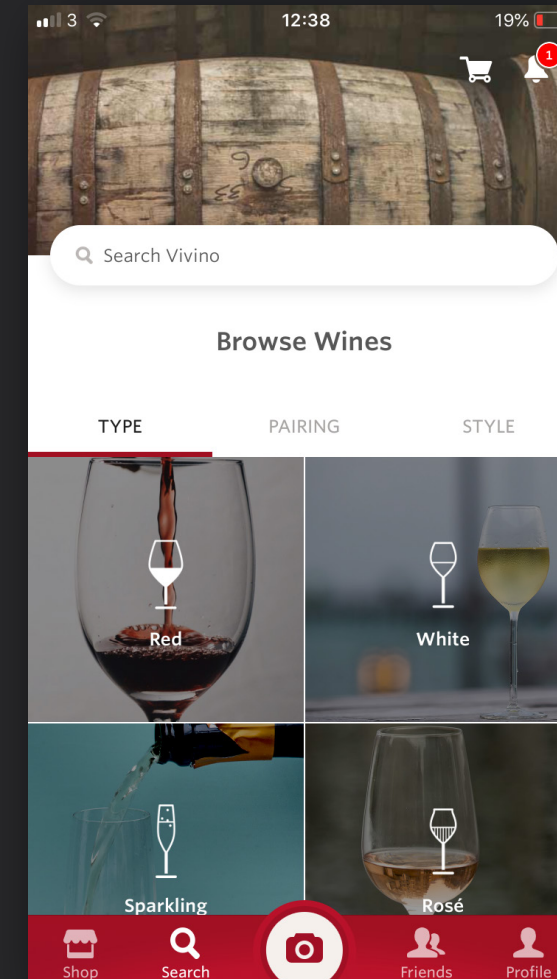 3 12:38 19%
1
Search Vivino
Browse Wines
TYPE PAIRING STYLE
Red White
Sparkling Rosé
Shop Search Friends Profile